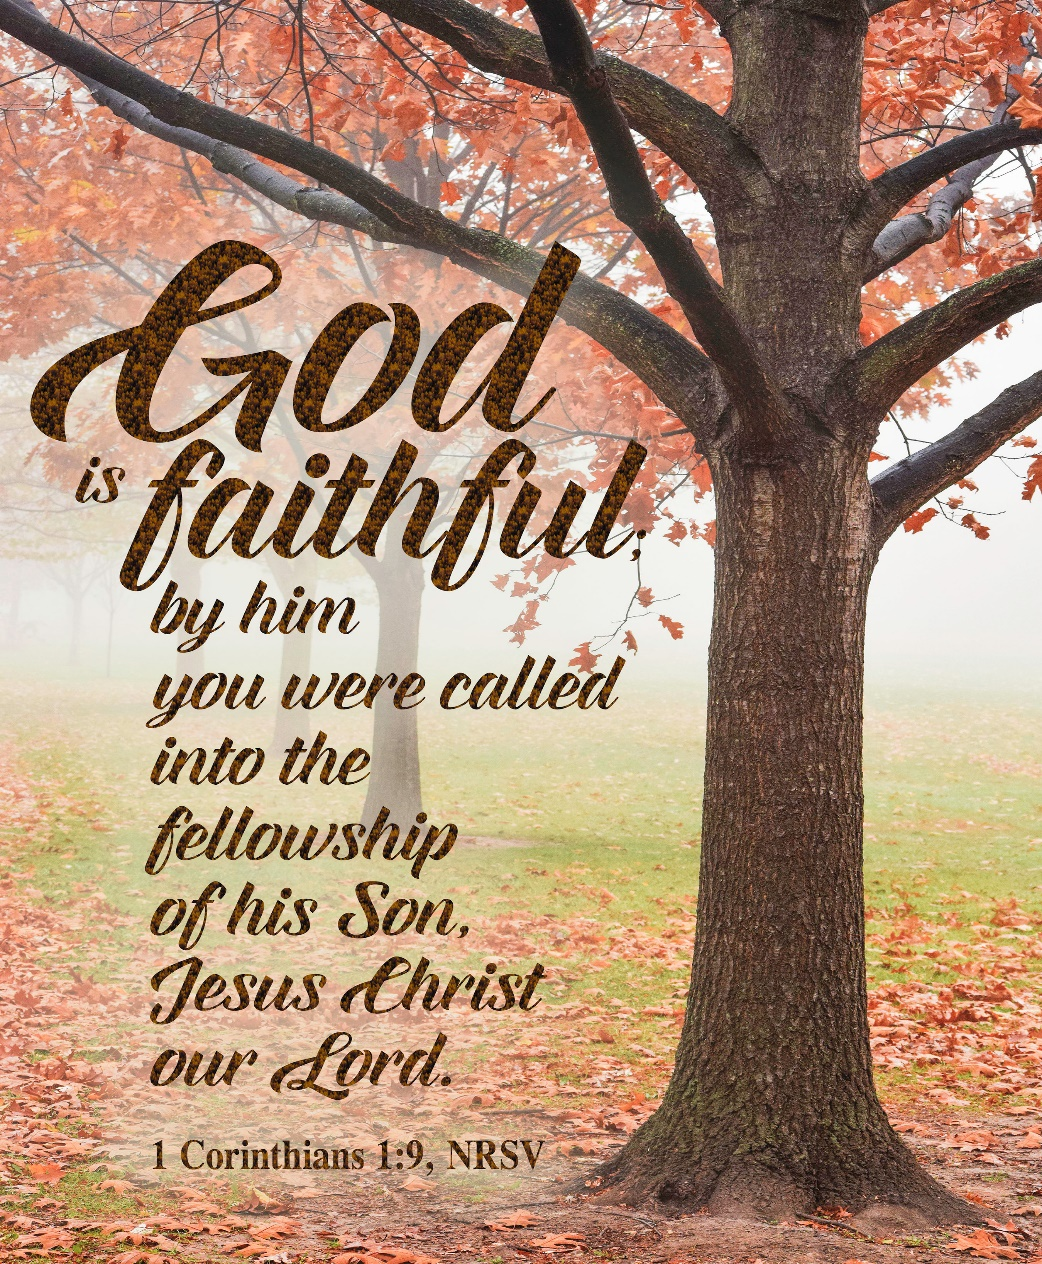 God
is faithful;
by him
you were called
into the
fellowship
of his Son,
Jesus Christ
our Lord.
1 Corinthians 1:9, NRSV